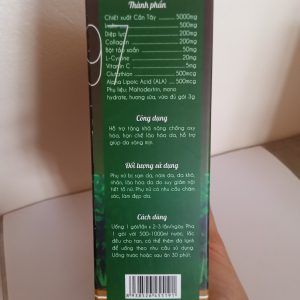 Thành phần
Chiết xuất Cần Tây 5000mg
Inulin 2000mg
Diệp lục 200mg
Collagen 200mg
Bột tảo xoắn 50mg
L-Cystine 20mg
Vitamin C 5mg
Glutathion 500mcg
Alpha Lipoic Acid (ALA) 500mcg
Phụ liệu: Maltodextrin, mono
hydrate, hương sữa, vừa đủ gói 3g
Công dụng
Hỗ trợ tăng khả năng chống oxy
hóa, hạn chế lão hóa da, hỗ trợ
giúp da sáng mịn.
Đối tượng sử dụng
Phụ nữ bị sạm da, nám da, da khô,
nhăn, lão hóa da do suy giảm nội
tiết tố nữ. Phụ nữ có nhu cầu chăm
sóc, làm đẹp da.
Cách dùng
Uống 1 gói/lần x 2-3 lần/ngày. Pha
1 gói với 500-1000ml nước, lắc
đều cho tan, có thể thêm đá lạnh
để uống theo nhu cầu sử dụng.
Uống trước hoặc sau ăn 30 phút.